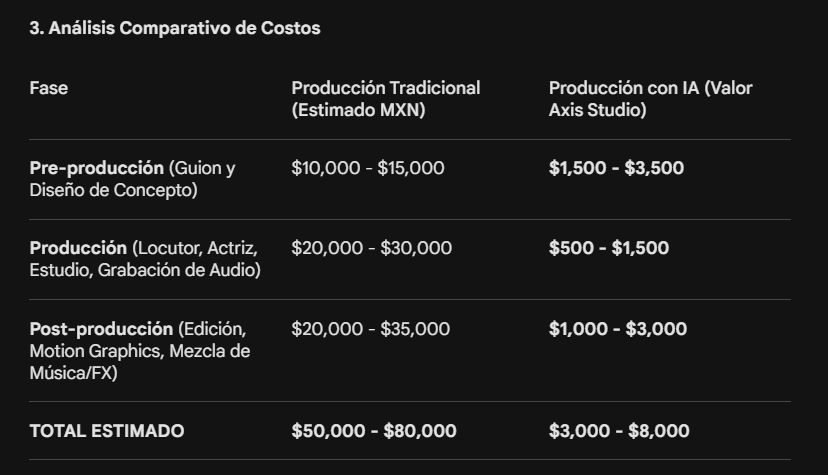 3. Análisis Comparativo de Costos
Fase
Producción Tradicional
(Estimado MXN)
Producción con IA (Valor
Axis Studio)
Pre-producción (Guion y
Diseño de Concepto)
$10,000 - $15,000
$1,500 - $3,500
Producción (Locutor, Actriz,
Estudio, Grabación de Audio)
$20,000 - $30,000
$500 - $1,500
Post-producción (Edición,
Motion Graphics, Mezcla de
Música/FX)
$20,000 - $35,000
$1,000 - $3,000
TOTAL ESTIMADO
$50,000 - $80,000
$3,000 - $8,000